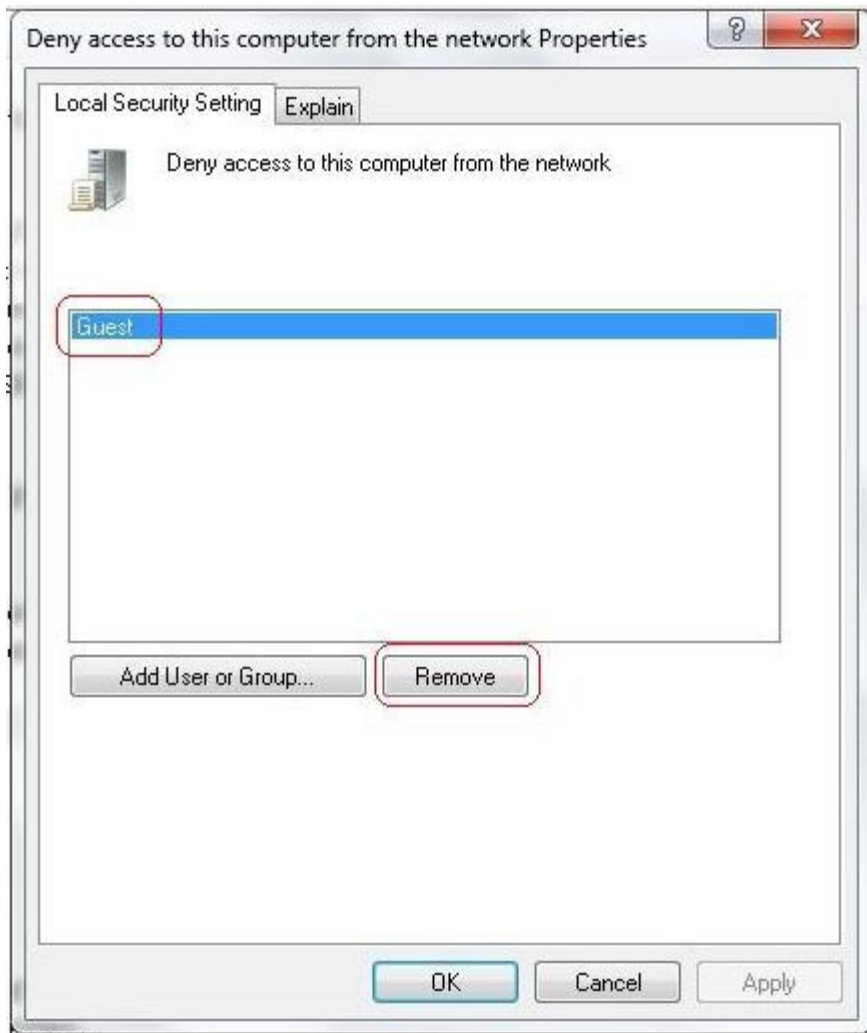 Deny access to this computer from the network Properties
Local Security Setting
Explain
Deny access to this computer from the network
Guest
Add User or Group...
Remove
OK
Cancel
Apply